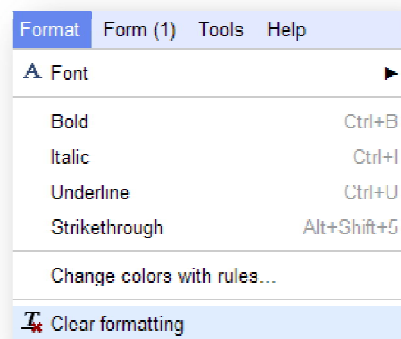 Format Form (1) Tools Help
A Font
Bold Ctrl+B
Italic Ctrl+I
Underline Ctrl+U
Strikethrough Alt+Shift+5
Change colors with rules...
Clear formatting